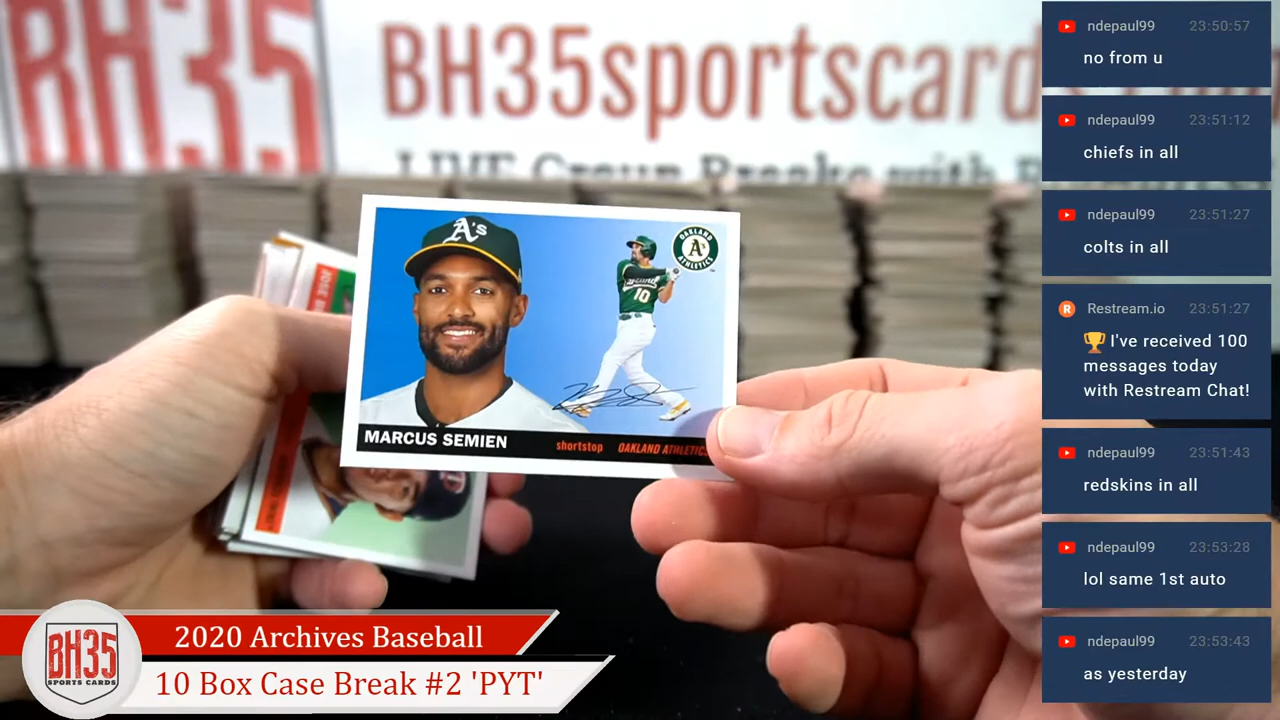 BH35
BH35sportscard
LIVE Group Breaks with
A's
OAKLAND
A's
ATHLETICS
10
MARCUS SEMIEN
shortstop OAKLAND ATHLETICS
BH35
SPORTS CARDS
2020 Archives Baseball
10 Box Case Break #2 'PYT'
ndepaul99 23:50:57
no from u
ndepaul99 23:51:12
chiefs in all
ndepaul99 23:51:27
colts in all
R Restream.io 23:51:27
🏆 I've received 100
messages today
with Restream Chat!
ndepaul99 23:51:43
redskins in all
ndepaul99 23:53:28
lol same 1st auto
ndepaul99 23:53:43
as yesterday